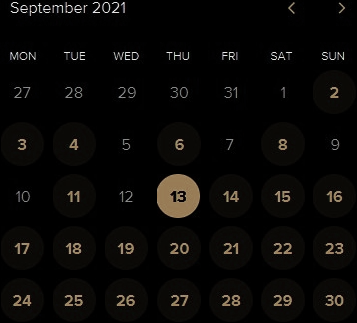 September 2021
MON TUE WED THU FRI SAT SUN
27 28 29 30 31 1 2
3 4 5 6 7 8 9
10 11 12 13 14 15 16
17 18 19 20 21 22 23
24 25 26 27 28 29 30